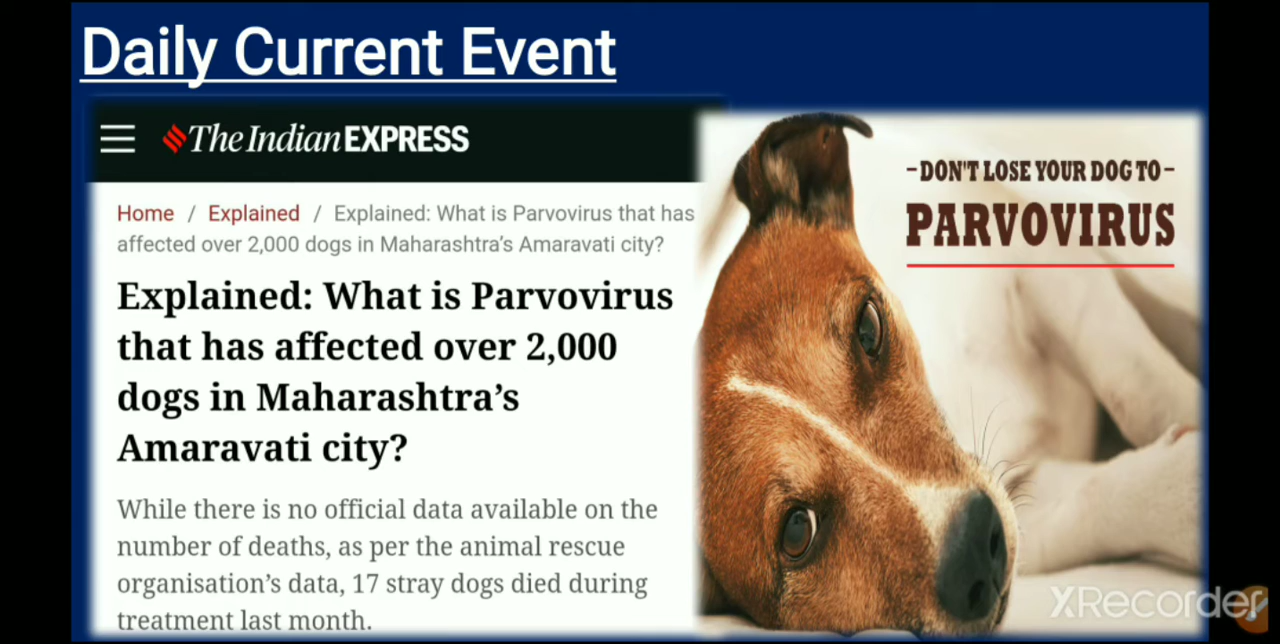 Daily Current Event
The Indian EXPRESS
Home / Explained / Explained: What is Parvovirus that has
affected over 2,000 dogs in Maharashtra’s Amaravati city?
Explained: What is Parvovirus
that has affected over 2,000
dogs in Maharashtra’s
Amaravati city?
While there is no official data available on the
number of deaths, as per the animal rescue
organisation’s data, 17 stray dogs died during
treatment last month.
-DON'T LOSE YOUR DOG TO-
PARVOVIRUS
XRecorder